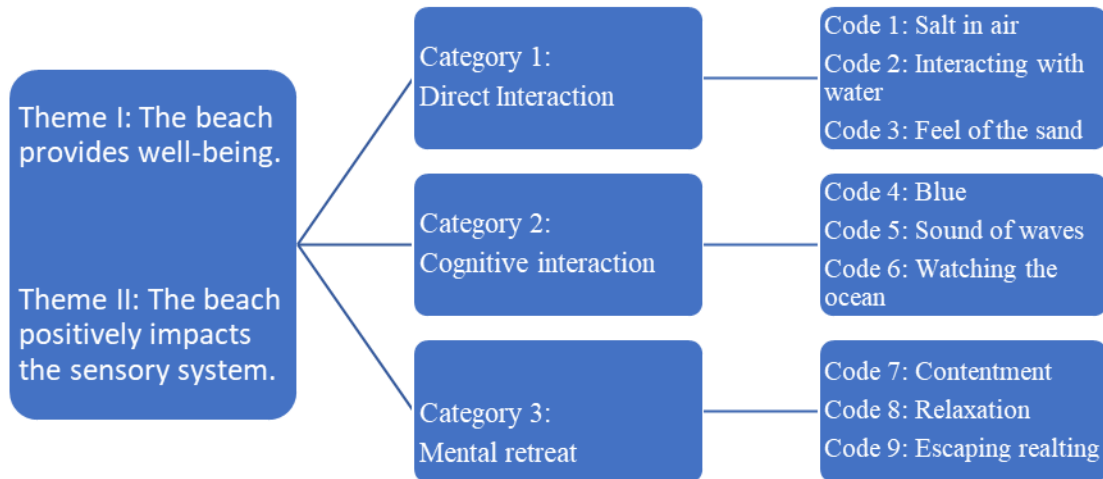 Theme I: The beach
provides well-being.
Theme II: The beach
positively impacts
the sensory system.
Category 1:
Direct Interaction
Category 2:
Cognitive interaction
Category 3:
Mental retreat
Code 1: Salt in air
Code 2: Interacting with
water
Code 3: Feel of the sand
Code 4: Blue
Code 5: Sound of waves
Code 6: Watching the
ocean
Code 7: Contentment
Code 8: Relaxation
Code 9: Escaping realting